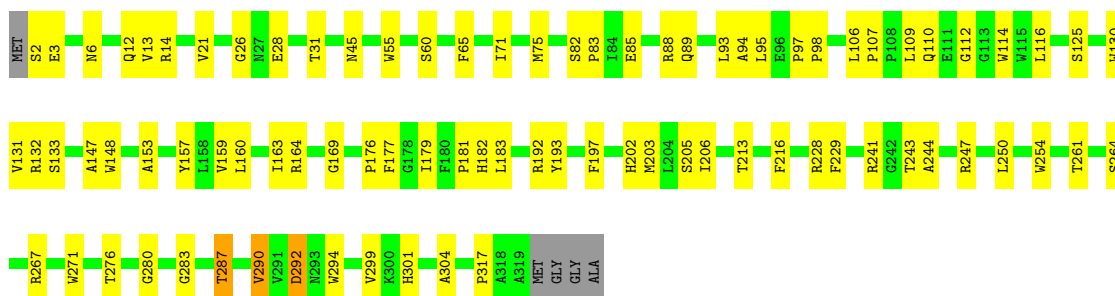 MET S2 E3 N6 Q12 V13 R14 V21 G26 N27 E28 T31 N45 W55 S60 F65 I71 M75 S82 P83 I84 E85 R88 Q89 L93 A94 L95 E96 P97 P98 L106 P107 P108 L109 Q110 E111 G112 G113 W114 W115 L116 S125 W130
V131 R132 S133 A147 W148 A153 Y157 L158 V159 L160 I163 R164 G169 P176 F177 G178 I179 F180 P181 H182 L183 R192 Y193 F197 H202 M203 L204 S205 I206 T213 F216 R228 F229 R241 G242 T243 A244 R247 L250 W254 T261 S264
R267 W271 T276 G280 G283 T287 V290 V291 D292 N293 W294 V299 K300 H301 A304 P317 A318 A319 MET GLY GLY ALA